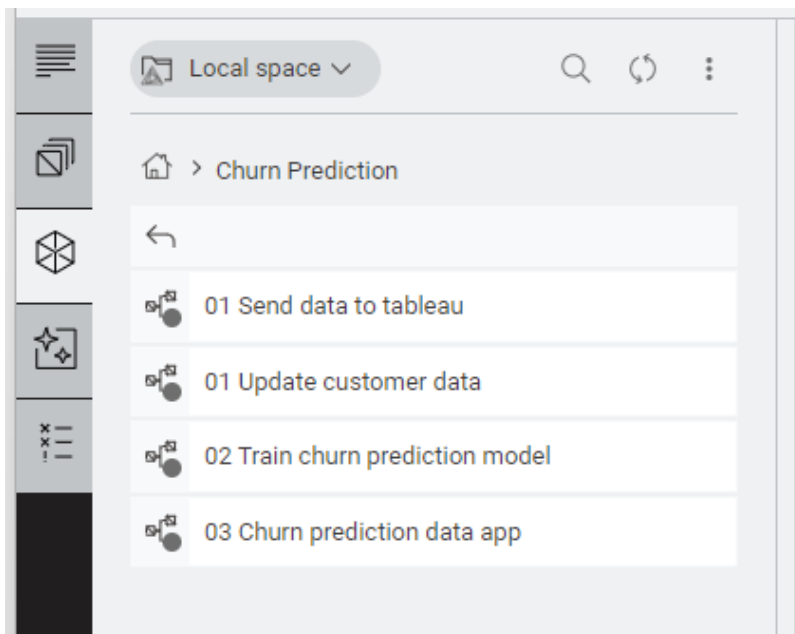 Local space
Churn Prediction
01 Send data to tableau
01 Update customer data
02 Train churn prediction model
03 Churn prediction data app